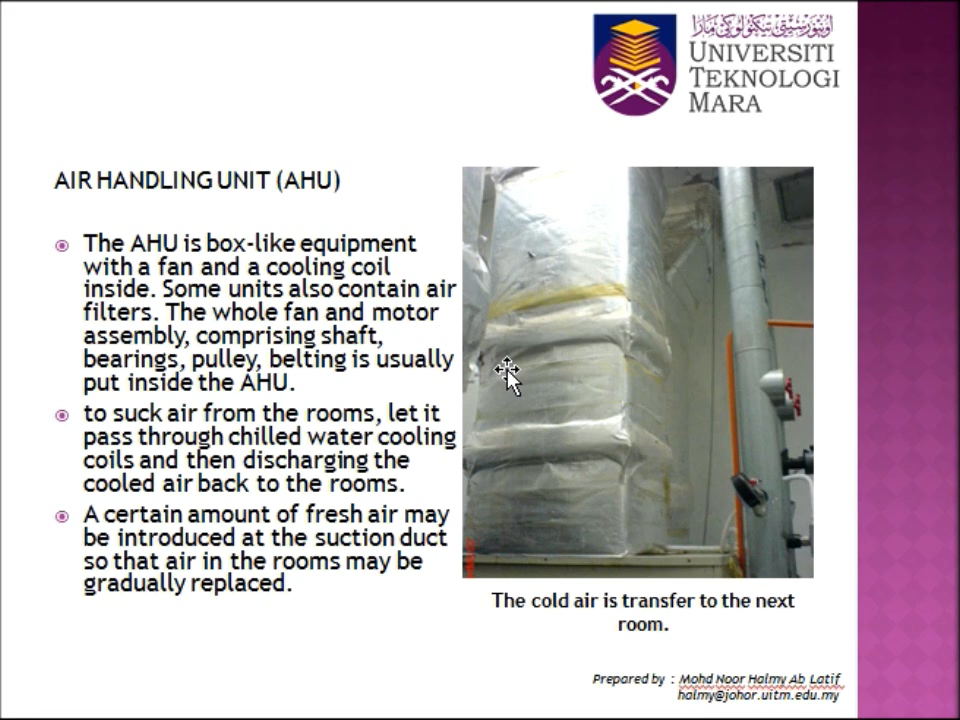 اونيۏرسيتي تيكنولوڬي مارا
UNIVERSITI
TEKNOLOGI
MARA
AIR HANDLING UNIT (AHU)
The AHU is box-like equipment
with a fan and a cooling coil
inside. Some units also contain air
filters. The whole fan and motor
assembly, comprising shaft,
bearings, pulley, belting is usually
put inside the AHU.
to suck air from the rooms, let it
pass through chilled water cooling
coils and then discharging the
cooled air back to the rooms.
A certain amount of fresh air may
be introduced at the suction duct
so that air in the rooms may be
gradually replaced.
The cold air is transfer to the next
room.
Prepared by : Mohd Noor Halmy Ab Latif
halmy@johor.uitm.edu.my